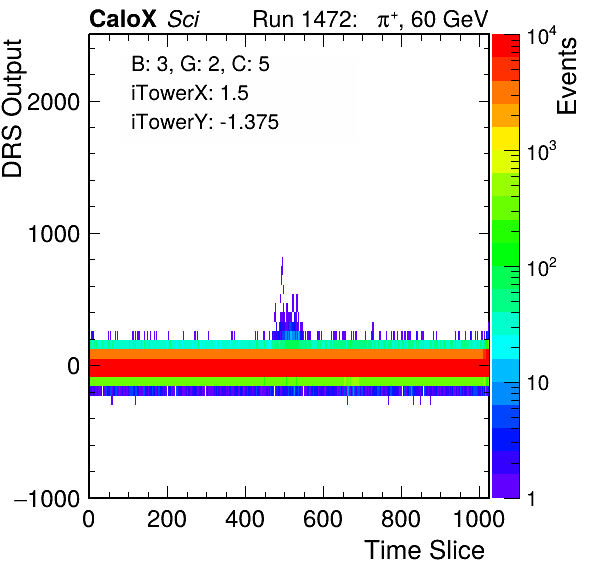 CaloX Sci Run 1472: π⁺, 60 GeV
B: 3, G: 2, C: 5
iTowerX: 1.5
iTowerY: -1.375
DRS Output
2000
1000
0
−1000
0 200 400 600 800 1000
Time Slice
Events
10⁴
10³
10²
10
1